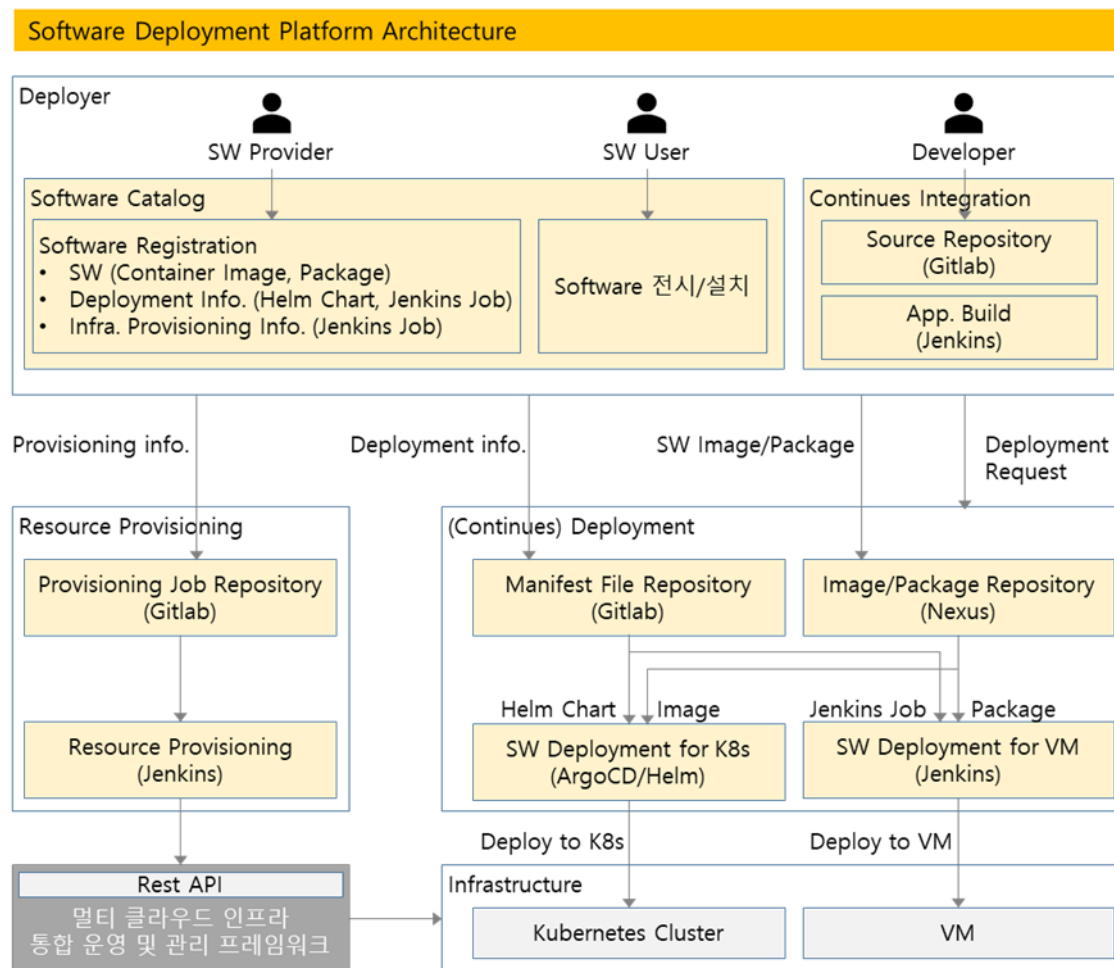 Software Deployment Platform Architecture
Deployer
SW Provider
SW User
Developer
Software Catalog
Software Registration
• SW (Container Image, Package)
• Deployment Info. (Helm Chart, Jenkins Job)
• Infra. Provisioning Info. (Jenkins Job)
Software 전시/설치
Continues Integration
Source Repository
(Gitlab)
App. Build
(Jenkins)
Provisioning info.
Deployment info.
SW Image/Package
Deployment
Request
Resource Provisioning
Provisioning Job Repository
(Gitlab)
Resource Provisioning
(Jenkins)
(Continues) Deployment
Manifest File Repository
(Gitlab)
Image/Package Repository
(Nexus)
Helm Chart
Image
Jenkins Job
Package
SW Deployment for K8s
(ArgoCD/Helm)
SW Deployment for VM
(Jenkins)
Deploy to K8s
Deploy to VM
Rest API
멀티 클라우드 인프라
통합 운영 및 관리 프레임워크
Infrastructure
Kubernetes Cluster
VM